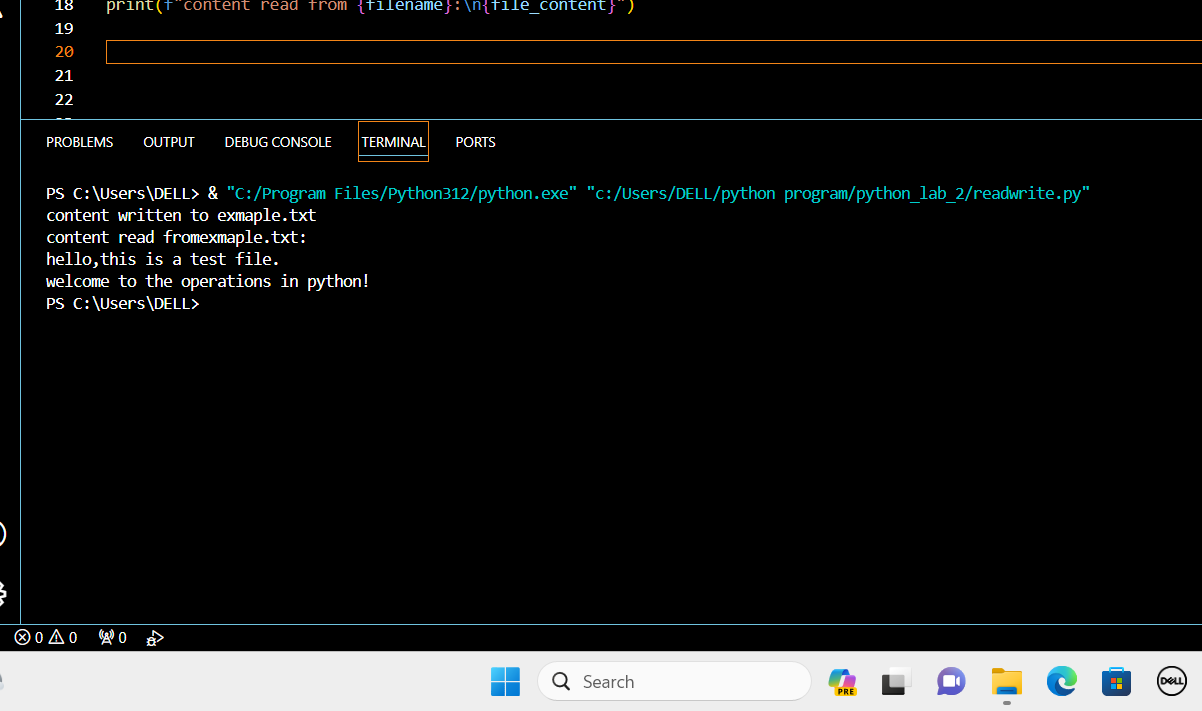 18 print(f"content read from {filename}:\n{file_content}")
19
20
21
22
PROBLEMS OUTPUT DEBUG CONSOLE TERMINAL PORTS
PS C:\Users\DELL> & "C:/Program Files/Python312/python.exe" "c:/Users/DELL/python program/python_lab_2/readwrite.py"
content written to exmaple.txt
content read fromexmaple.txt:
hello,this is a test file.
welcome to the operations in python!
PS C:\Users\DELL>
0 0 0
Search
PRE
DELL